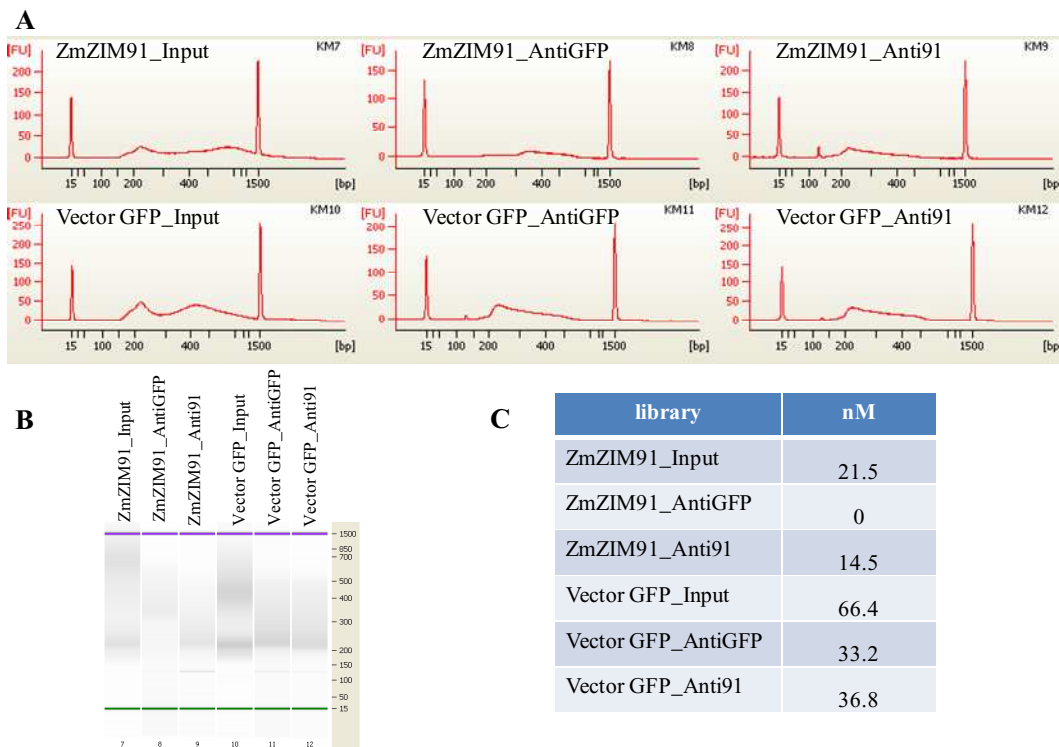 A
[FU] ZmZIM91_Input KM7
200
150
100
50
0
15 100 200 400 1500 [bp]
[FU] ZmZIM91_AntiGFP KM8
150
100
50
0
15 100 200 400 1500 [bp]
[FU] ZmZIM91_Anti91 KM9
200
150
100
50
0
15 100 200 400 1500 [bp]
[FU] Vector GFP_Input KM10
250
200
150
100
50
0
15 100 200 400 1500 [bp]
[FU] Vector GFP_AntiGFP KM11
200
150
100
50
0
15 100 200 400 1500 [bp]
[FU] Vector GFP_Anti91 KM12
250
200
150
100
50
0
15 100 200 400 1500 [bp]
B
ZmZIM91_Input
ZmZIM91_AntiGFP
ZmZIM91_Anti91
Vector GFP_Input
Vector GFP_AntiGFP
Vector GFP_Anti91
1500
850
700
500
400
300
200
150
100
50
15
7 8 9 10 11 12
C
library nM
ZmZIM91_Input 21.5
ZmZIM91_AntiGFP 0
ZmZIM91_Anti91 14.5
Vector GFP_Input 66.4
Vector GFP_AntiGFP 33.2
Vector GFP_Anti91 36.8